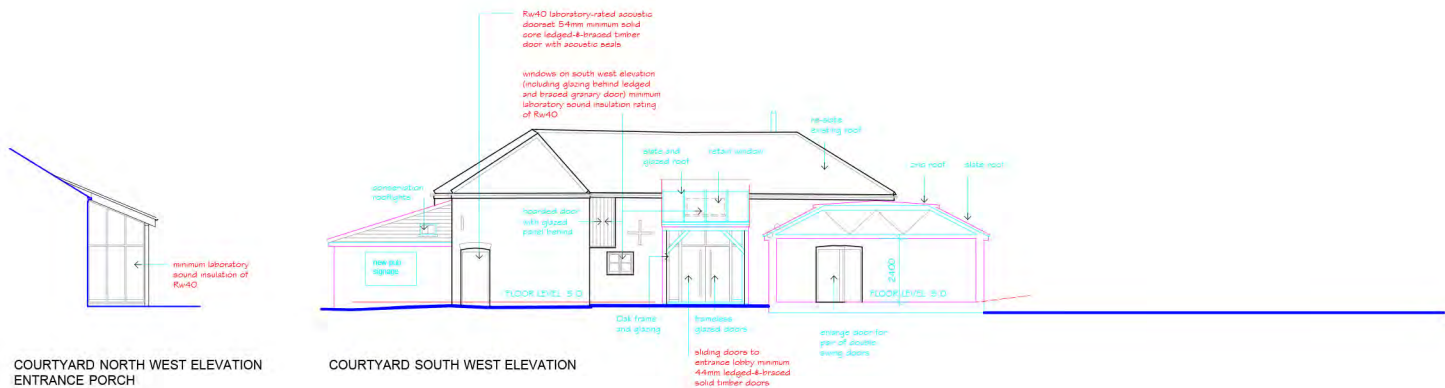 Rw40 laboratory-rated acoustic
doorset 54mm minimum solid
core ledged-&-braced timber
door with acoustic seals
windows on south west elevation
(including glazing behind ledged
and braced granary door) minimum
laboratory sound insulation rating
of Rw40
re-slate
existing roof
slate and
glazed roof
retain window
zinc roof
slate roof
conservation
rooflights
boarded door
with glazed
panel behind
minimum laboratory
sound insulation of
Rw40
signage
2400
FLOOR LEVEL 5.0
FLOOR LEVEL 5.0
Oak frame
and glazing
frameless
glazed doors
enlarge door for
pair of double
swing doors
sliding doors to
entrance lobby minimum
44mm ledged-&-braced
solid timber doors
COURTYARD NORTH WEST ELEVATION
ENTRANCE PORCH
COURTYARD SOUTH WEST ELEVATION